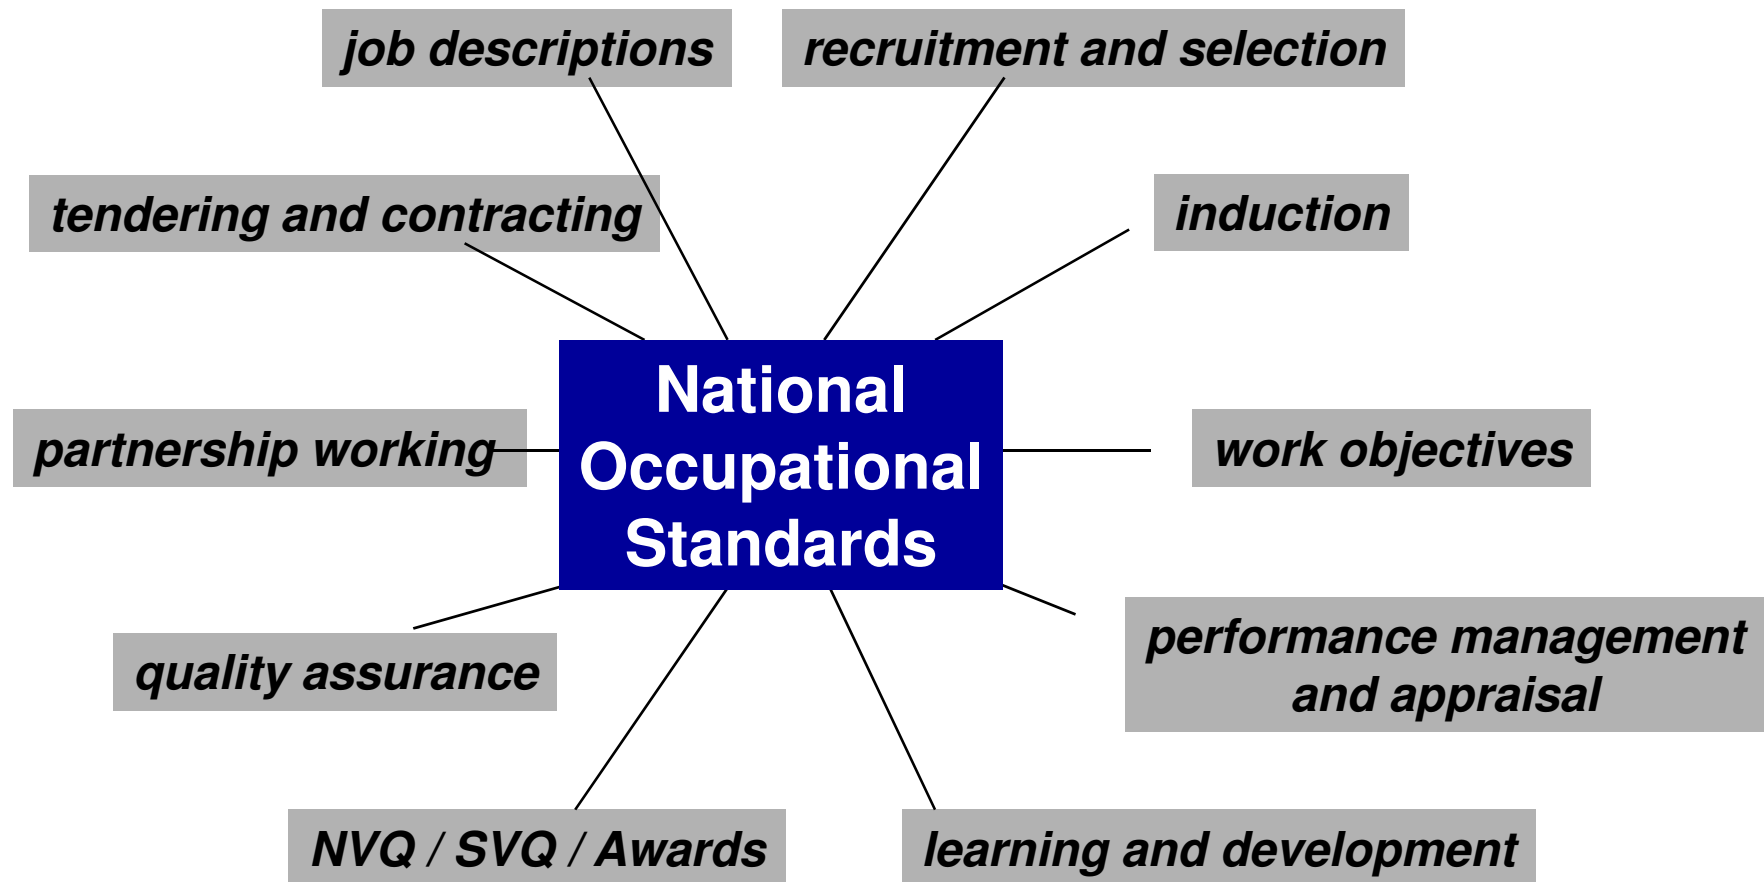 job descriptions
recruitment and selection
tendering and contracting
induction
National
Occupational
Standards
partnership working
work objectives
quality assurance
performance management
and appraisal
NVQ / SVQ / Awards
learning and development